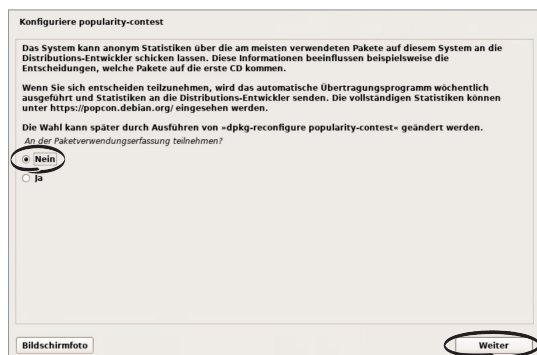 Konfiguriere popularity-contest
Das System kann anonym Statistiken über die am meisten verwendeten Pakete auf diesem System an die
Distributions-Entwickler schicken lassen. Diese Informationen beeinflussen beispielsweise die
Entscheidungen, welche Pakete auf die erste CD kommen.
Wenn Sie sich entscheiden teilzunehmen, wird das automatische Übertragungsprogramm wöchentlich
ausgeführt und Statistiken an die Distributions-Entwickler senden. Die vollständigen Statistiken können
unter https://popcon.debian.org/ eingesehen werden.
Die Wahl kann später durch Ausführen von »dpkg-reconfigure popularity-contest« geändert werden.
An der Paketverwendungserfassung teilnehmen?
Nein
Ja
Bildschirmfoto
Weiter